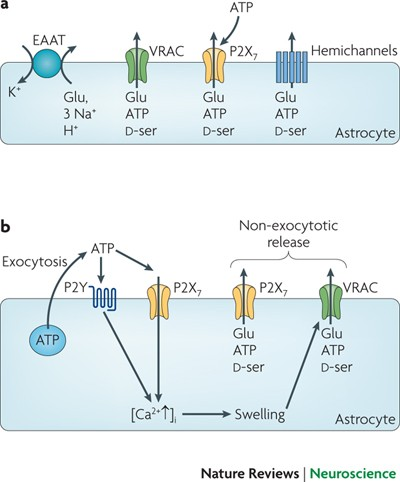 a
ATP
EAAT
VRAC
P2X₇
Hemichannels
K⁺
Glu,
3 Na⁺
H⁺
Glu
ATP
D-ser
Glu
ATP
D-ser
Glu
ATP
D-ser
Astrocyte
b
Non-exocytotic
release
ATP
Exocytosis
P2Y
P2X₇
P2X₇
VRAC
ATP
Glu
ATP
D-ser
Glu
ATP
D-ser
[Ca²⁺↑]ᵢ
Swelling
Astrocyte
Nature Reviews | Neuroscience